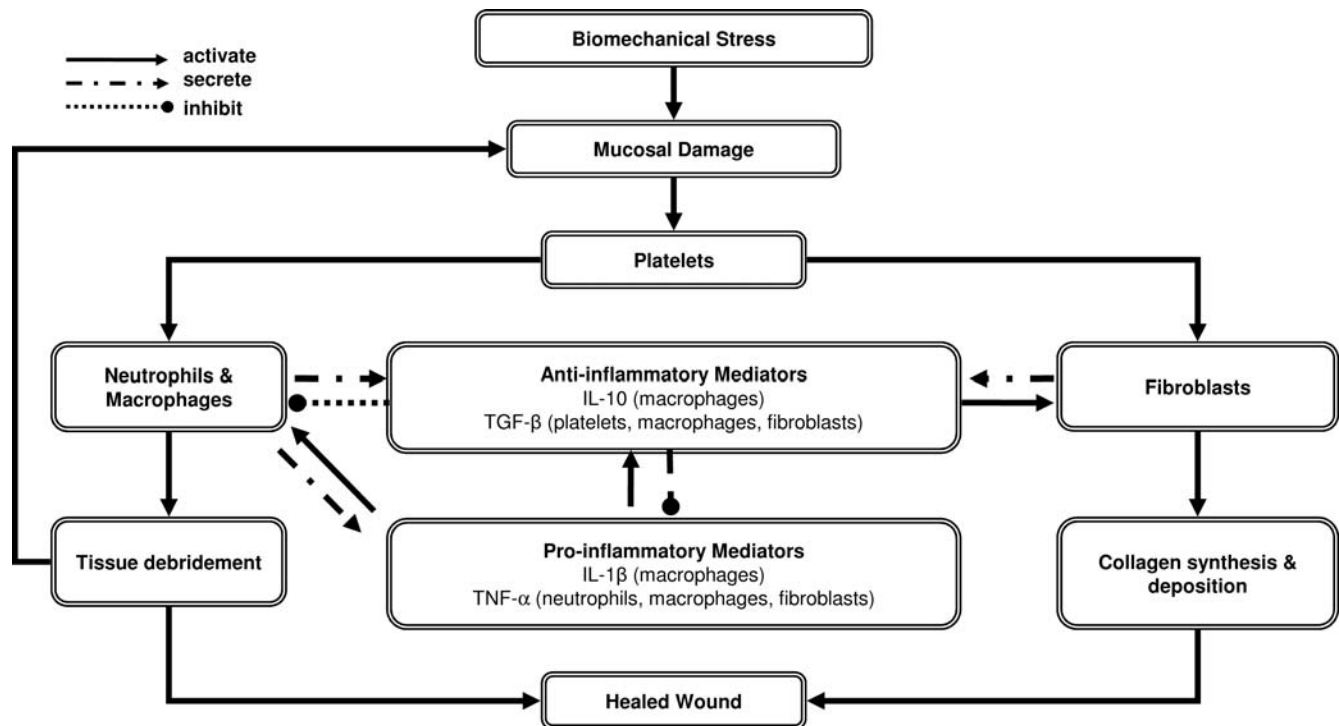 Biomechanical Stress
activate
secrete
inhibit
Mucosal Damage
Platelets
Neutrophils &
Macrophages
Anti-inflammatory Mediators
IL-10 (macrophages)
TGF-β (platelets, macrophages, fibroblasts)
Fibroblasts
Tissue debridement
Pro-inflammatory Mediators
IL-1β (macrophages)
TNF-α (neutrophils, macrophages, fibroblasts)
Collagen synthesis &
deposition
Healed Wound